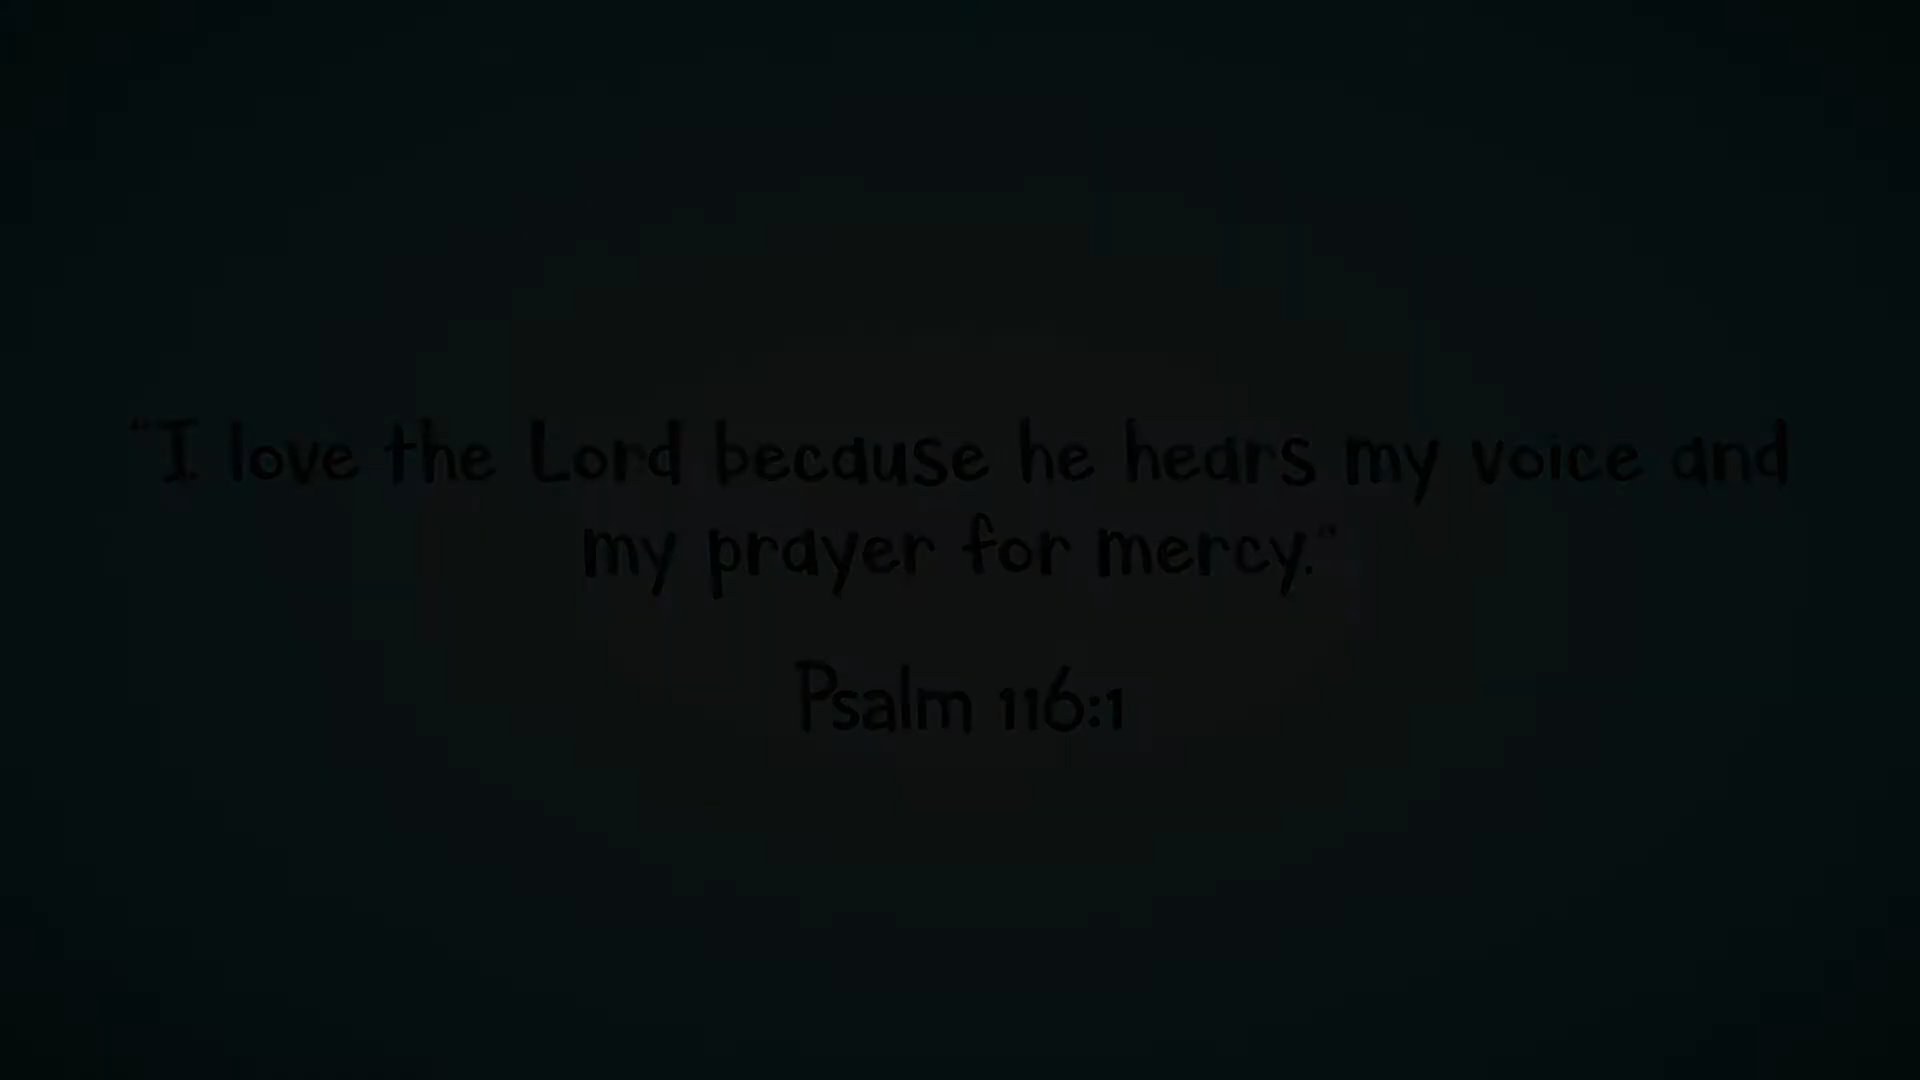 "I love the Lord because he hears my voice and
my prayer for mercy."
Psalm 116:1